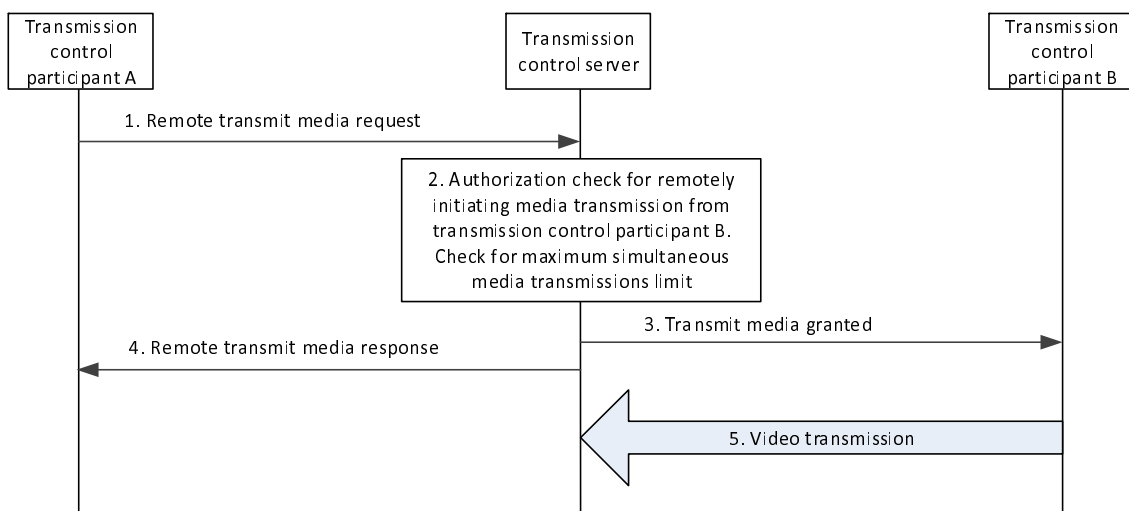 Transmission
control
participant A
Transmission
control server
Transmission
control
participant B
1. Remote transmit media request
2. Authorization check for remotely
initiating media transmission from
transmission control participant B.
Check for maximum simultaneous
media transmissions limit
3. Transmit media granted
4. Remote transmit media response
5. Video transmission